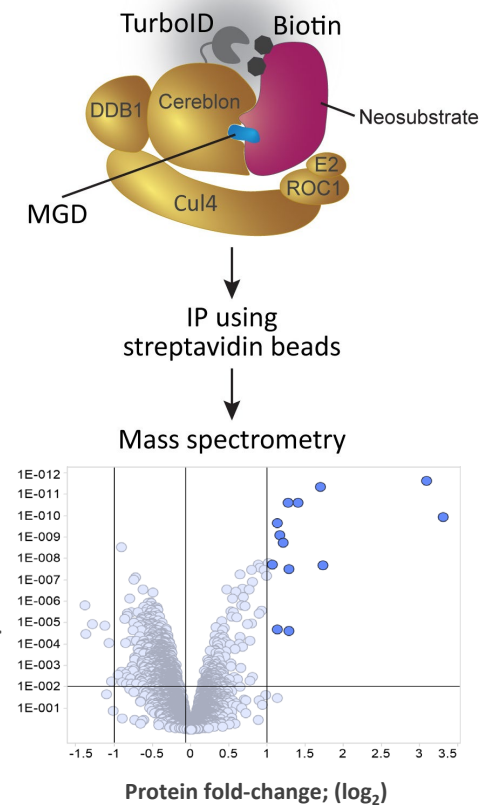 TurboID
Biotin
DDB1
Cereblon
Neosubstrate
E2
ROC1
Cul4
MGD
IP using
streptavidin beads
Mass spectrometry
1E-012
1E-011
1E-010
1E-009
1E-008
1E-007
1E-006
1E-005
1E-004
1E-003
1E-002
1E-001
-1.5 -1 -0.5 0 0.5 1 1.5 2 2.5 3 3.5
Protein fold-change; (log₂)